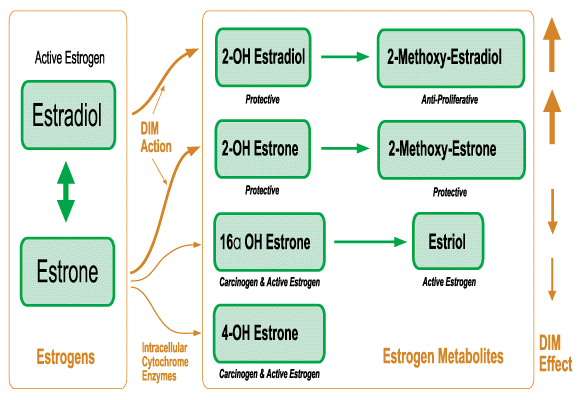 Active Estrogen
Estradiol
Estrone
Estrogens
DIM
Action
Intracellular
Cytochrome
Enzymes
2-OH Estradiol
Protective
2-Methoxy-Estradiol
Anti-Proliferative
2-OH Estrone
Protective
2-Methoxy-Estrone
Protective
16α OH Estrone
Carcinogen & Active Estrogen
Estriol
Active Estrogen
4-OH Estrone
Carcinogen & Active Estrogen
Estrogen Metabolites
DIM
Effect